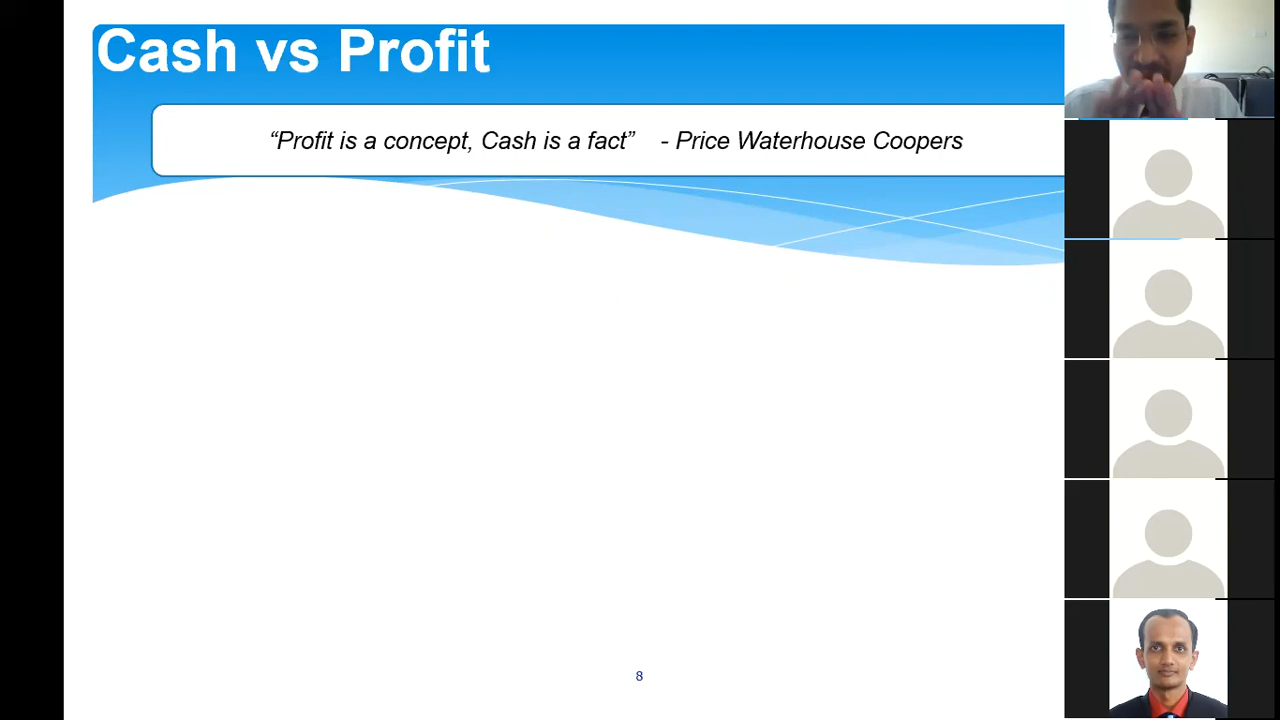 Cash vs Profit
“Profit is a concept, Cash is a fact” - Price Waterhouse Coopers
8